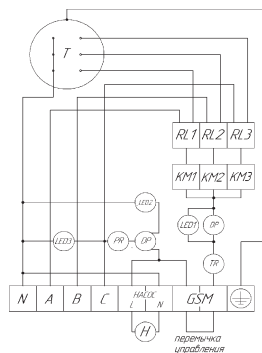 T
RL1 RL2 RL3
KM1 KM2 KM3
LED2
LED1 DP
LED3 PR DP
TR
N A B C НАСОС L N GSM
H
перемычка
управления